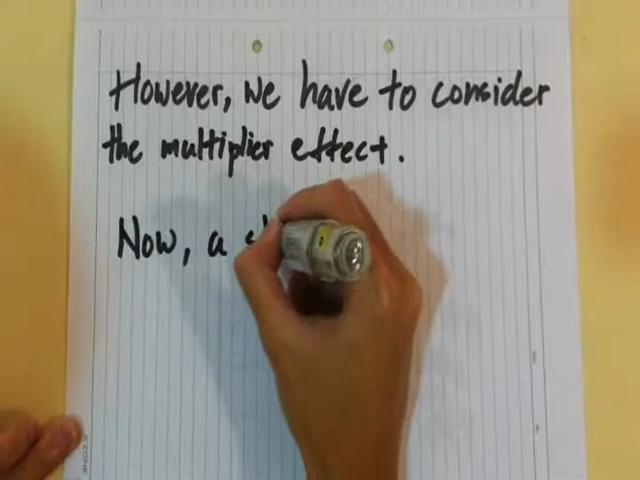 However, we have to consider
the multiplier effect.
Now, a